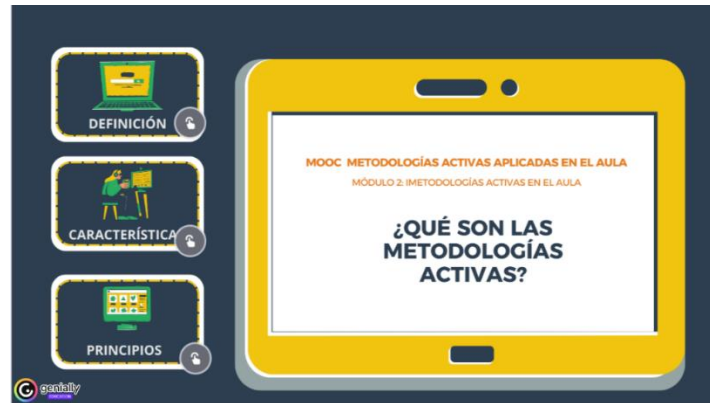 DEFINICIÓN
CARACTERÍSTICA
PRINCIPIOS
MOOC METODOLOGÍAS ACTIVAS APLICADAS EN EL AULA
MÓDULO 2: IMETODOLOGÍAS ACTIVAS EN EL AULA
¿QUÉ SON LAS
METODOLOGÍAS
ACTIVAS?
genially